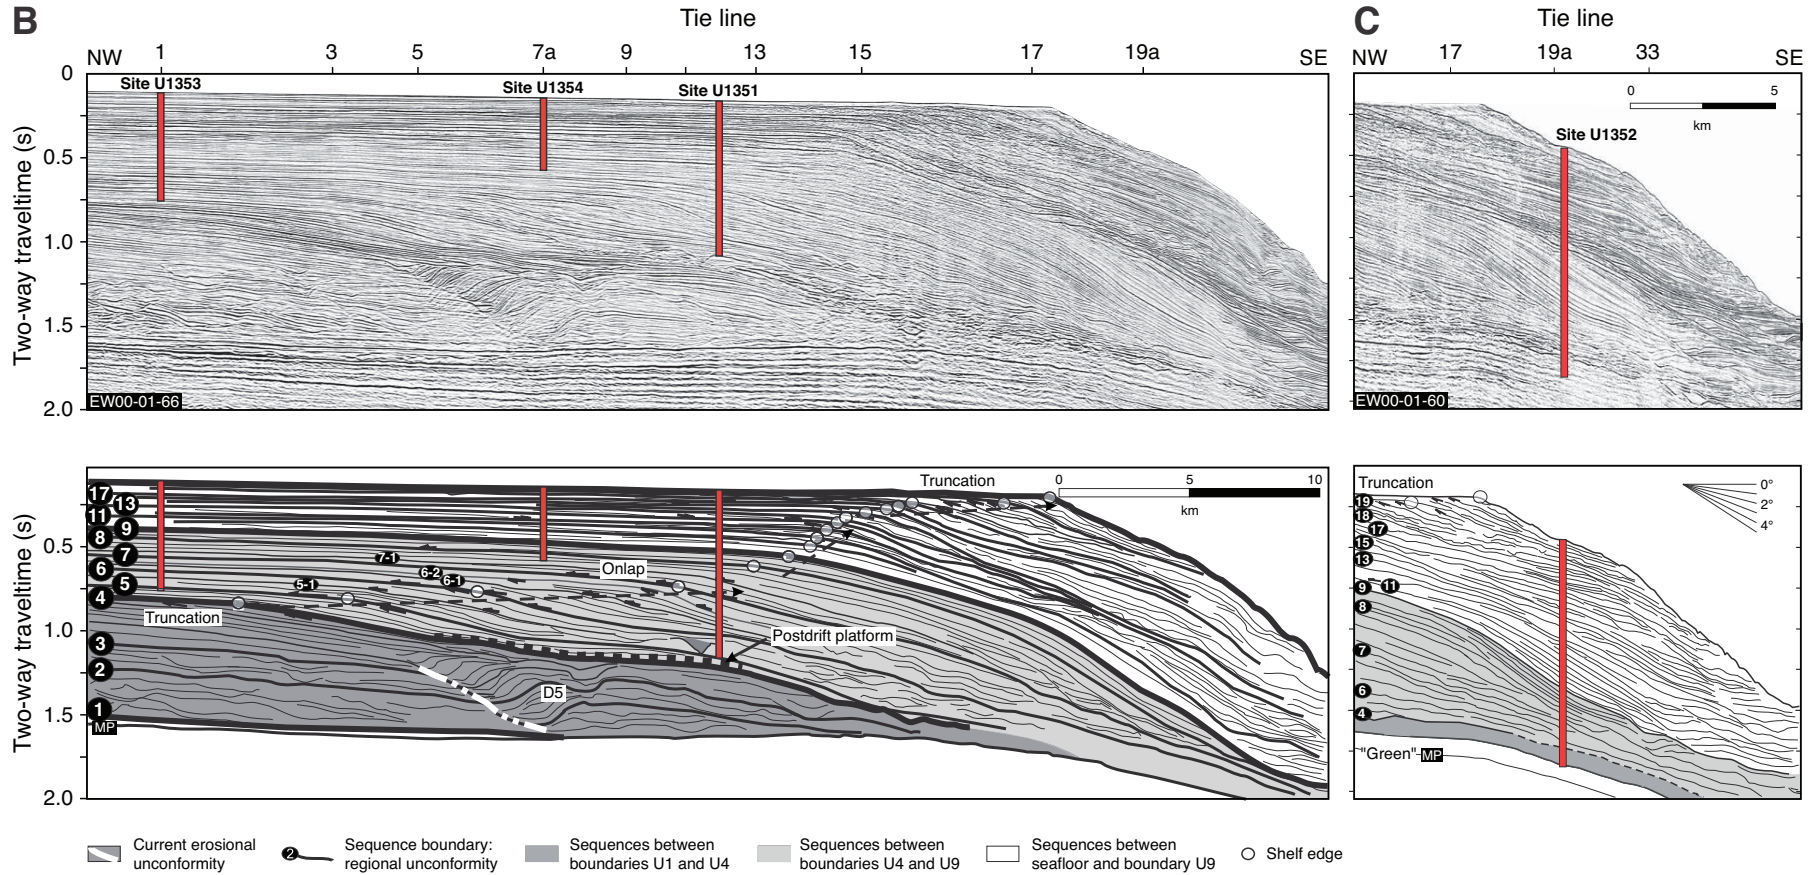 B
Tie line
NW 1 3 5 7a 9 13 15 17 19a SE
0
Site U1353
Site U1354
Site U1351
0.5
1.0
1.5
2.0
Two-way traveltime (s)
EW00-01-66
C
Tie line
NW 17 19a 33 SE
0 5
km
Site U1352
EW00-01-60
Two-way traveltime (s)
0.5
1.0
1.5
2.0
17
13
11
9
8
7
6
5
4
3
2
1
MP
7-1
6-2
6-1
5-1
Onlap
Truncation
Truncation
0 5 10
km
Postdrift platform
D5
Truncation
0°
2°
4°
19
18
17
15
13
9 11
8
7
6
4
"Green" MP
Current erosional
unconformity
2
Sequence boundary:
regional unconformity
Sequences between
boundaries U1 and U4
Sequences between
boundaries U4 and U9
Sequences between
seafloor and boundary U9
Shelf edge